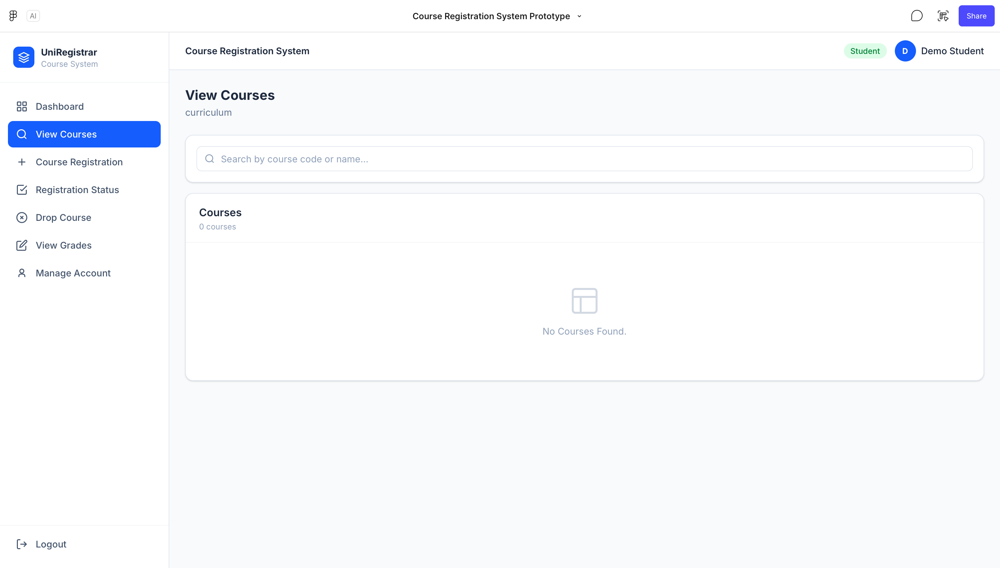 AI
Course Registration System Prototype
Share
UniRegistrar
Course System
Course Registration System
Student
D
Demo Student
Dashboard
View Courses
Course Registration
Registration Status
Drop Course
View Grades
Manage Account
Logout
View Courses
curriculum
Search by course code or name...
Courses
0 courses
No Courses Found.